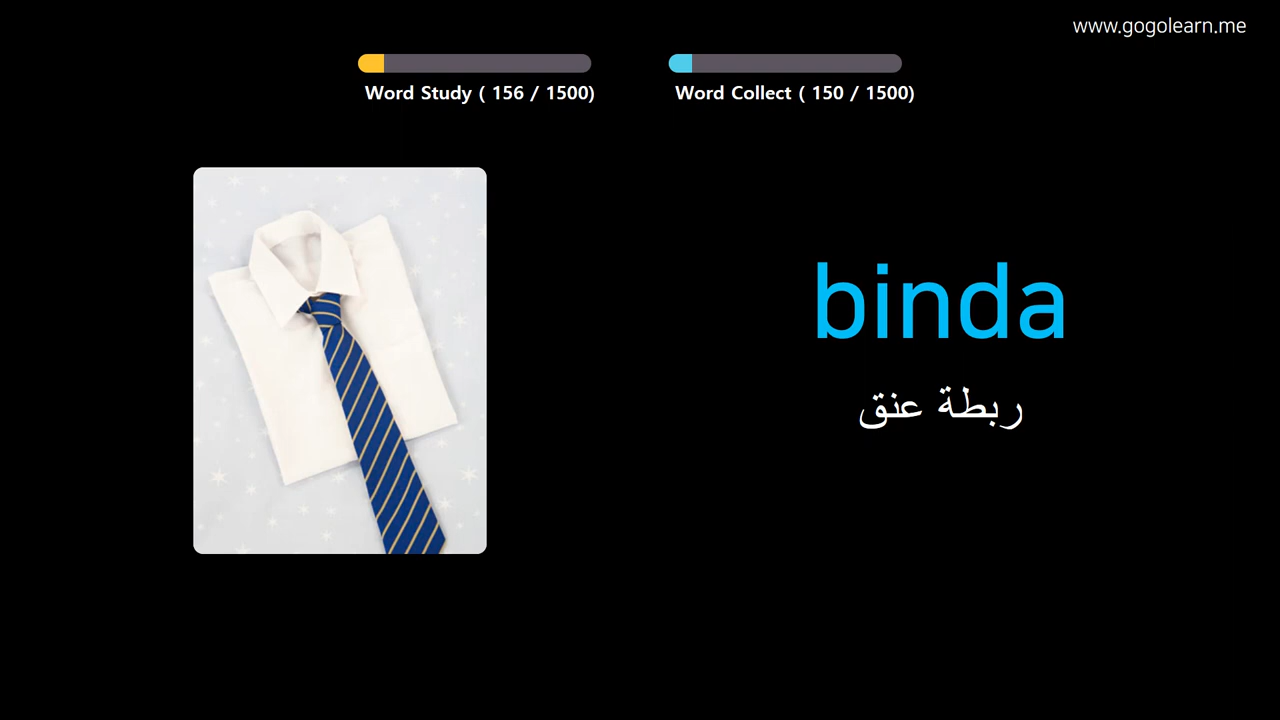 www.gogolearn.me
Word Study ( 156 / 1500)
Word Collect ( 150 / 1500)
binda
ربطة عنق